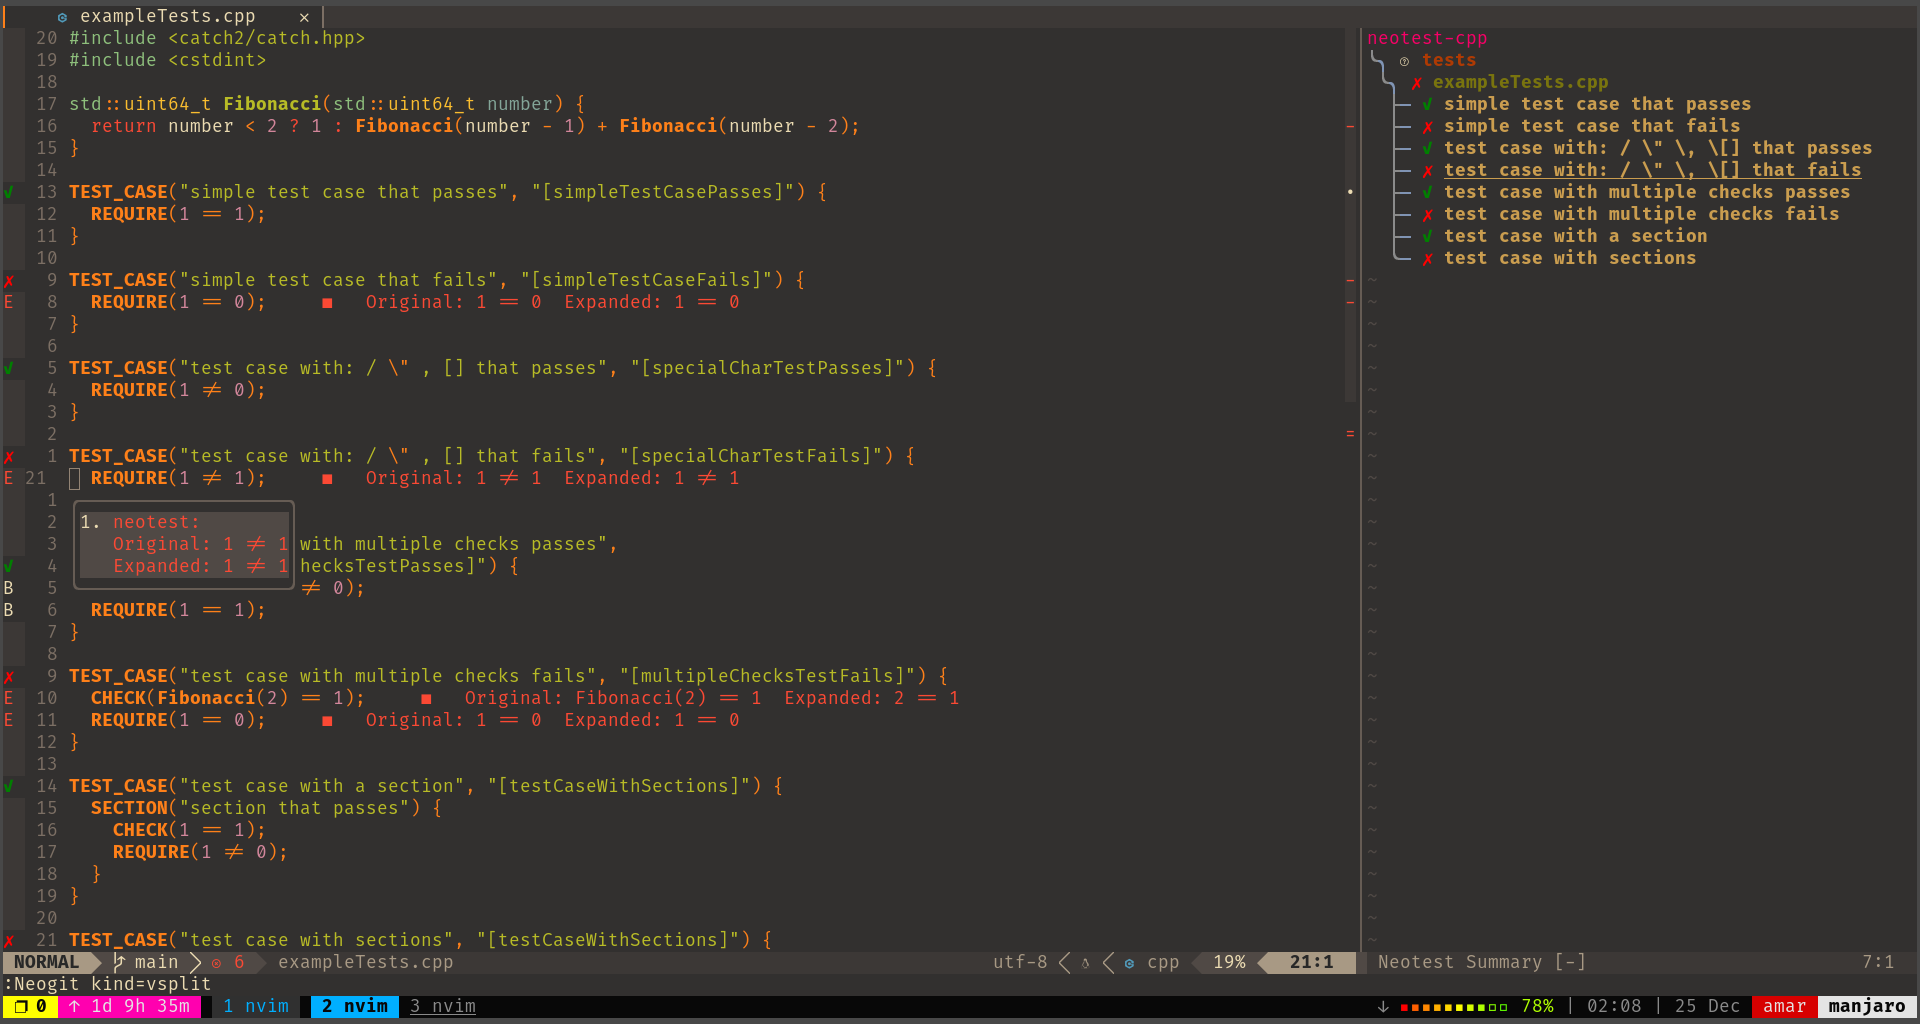 exampleTests.cpp ×
20 #include <catch2/catch.hpp>
19 #include <cstdint>
18
17 std::uint64_t Fibonacci(std::uint64_t number) {
16   return number < 2 ? 1 : Fibonacci(number - 1) + Fibonacci(number - 2);
15 }
14
√ 13 TEST_CASE("simple test case that passes", "[simpleTestCasePasses]") {
12   REQUIRE(1 == 1);
11 }
10
✗ 9 TEST_CASE("simple test case that fails", "[simpleTestCaseFails]") {
E 8   REQUIRE(1 == 0);     ■   Original: 1 == 0  Expanded: 1 == 0
7 }
6
√ 5 TEST_CASE("test case with: / \" , [] that passes", "[specialCharTestPasses]") {
4   REQUIRE(1 ≠ 0);
3 }
2
✗ 1 TEST_CASE("test case with: / \" , [] that fails", "[specialCharTestFails]") {
E 21   REQUIRE(1 ≠ 1);     ■   Original: 1 ≠ 1  Expanded: 1 ≠ 1
1
2 1. neotest:
3    Original: 1 ≠ 1 with multiple checks passes",
√ 4    Expanded: 1 ≠ 1 hecksTestPasses]") {
B 5 ≠ 0);
B 6   REQUIRE(1 == 1);
7 }
8
✗ 9 TEST_CASE("test case with multiple checks fails", "[multipleChecksTestFails]") {
E 10   CHECK(Fibonacci(2) == 1);     ■   Original: Fibonacci(2) == 1  Expanded: 2 == 1
E 11   REQUIRE(1 == 0);     ■   Original: 1 == 0  Expanded: 1 == 0
12 }
13
√ 14 TEST_CASE("test case with a section", "[testCaseWithSections]") {
15   SECTION("section that passes") {
16     CHECK(1 == 1);
17     REQUIRE(1 ≠ 0);
18   }
19 }
20
✗ 21 TEST_CASE("test case with sections", "[testCaseWithSections]") {
neotest-cpp
tests
✗ exampleTests.cpp
√ simple test case that passes
✗ simple test case that fails
√ test case with: / \" \, \[] that passes
✗ test case with: / \" \, \[] that fails
√ test case with multiple checks passes
✗ test case with multiple checks fails
√ test case with a section
✗ test case with sections
NORMAL main 6 exampleTests.cpp utf-8 cpp 19% 21:1 Neotest Summary [-] 7:1
:Neogit kind=vsplit
0 ↑ 1d 9h 35m 1 nvim 2 nvim 3 nvim ↓ 78% | 02:08 | 25 Dec amar manjaro